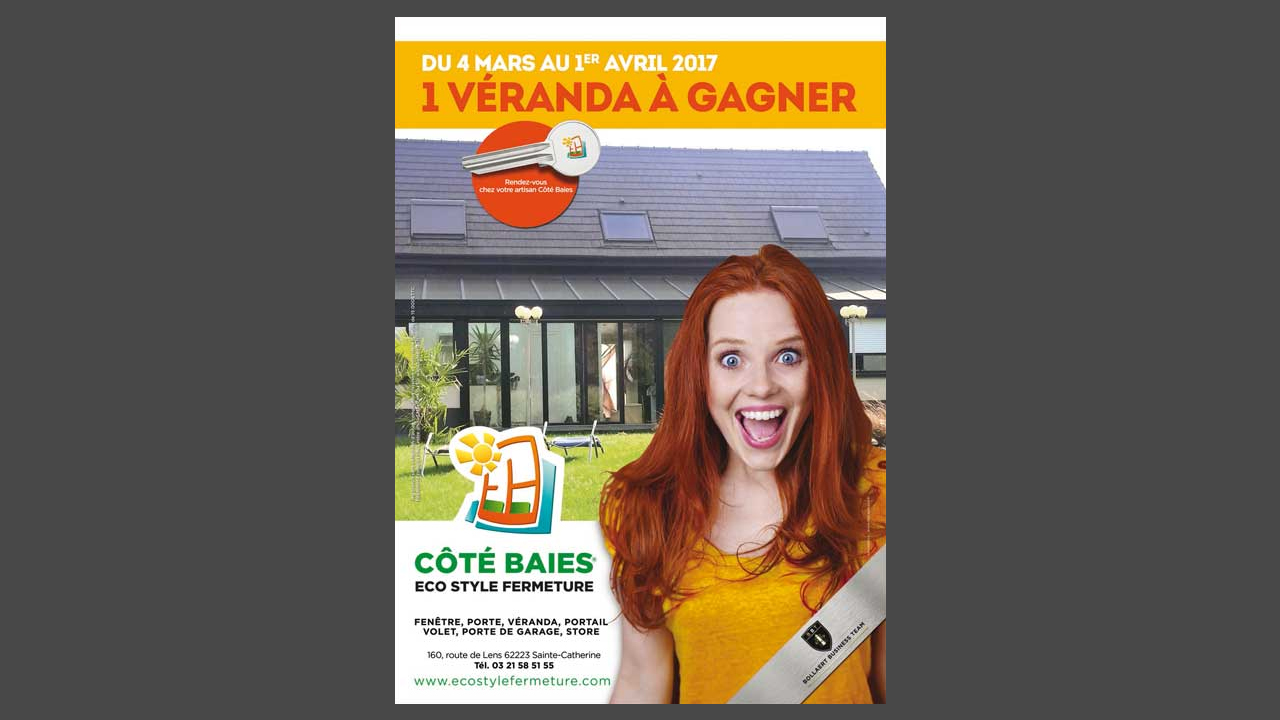 DU 4 MARS AU 1ER AVRIL 2017
1 VÉRANDA À GAGNER
Rendez-vous
chez votre artisan Côté Baies
CÔTÉ BAIES®
ECO STYLE FERMETURE
FENÊTRE, PORTE, VÉRANDA, PORTAIL
VOLET, PORTE DE GARAGE, STORE
160, route de Lens 62223 Sainte-Catherine
Tél. 03 21 58 51 55
www.ecostylefermeture.com
BOLLAERT BUSINESS TEAM